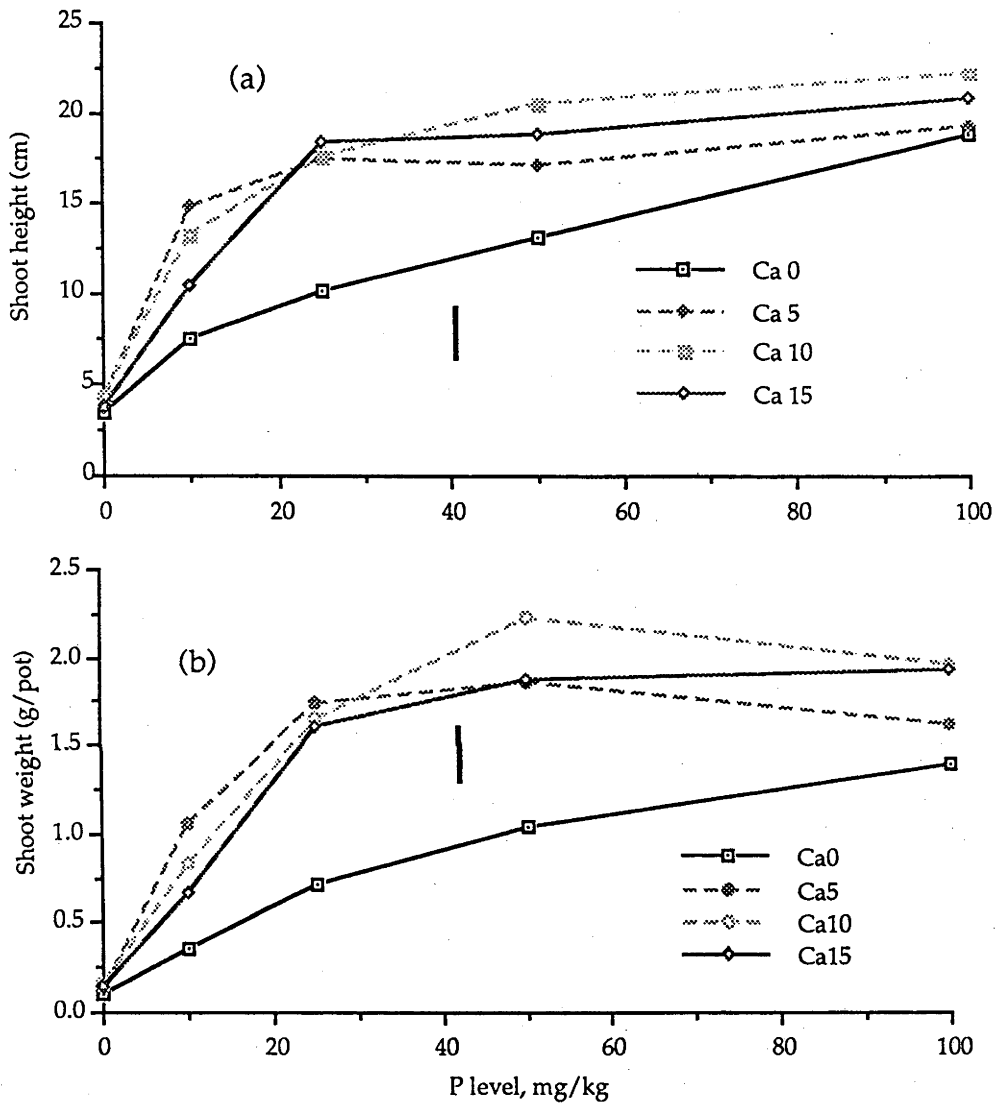 25
20
15
10
5
0
Shoot height (cm)
(a)
Ca 0
Ca 5
Ca 10
Ca 15
0 20 40 60 80 100
2.5
2.0
1.5
1.0
0.5
0.0
Shoot weight (g/pot)
(b)
Ca0
Ca5
Ca10
Ca15
0 20 40 60 80 100
P level, mg/kg